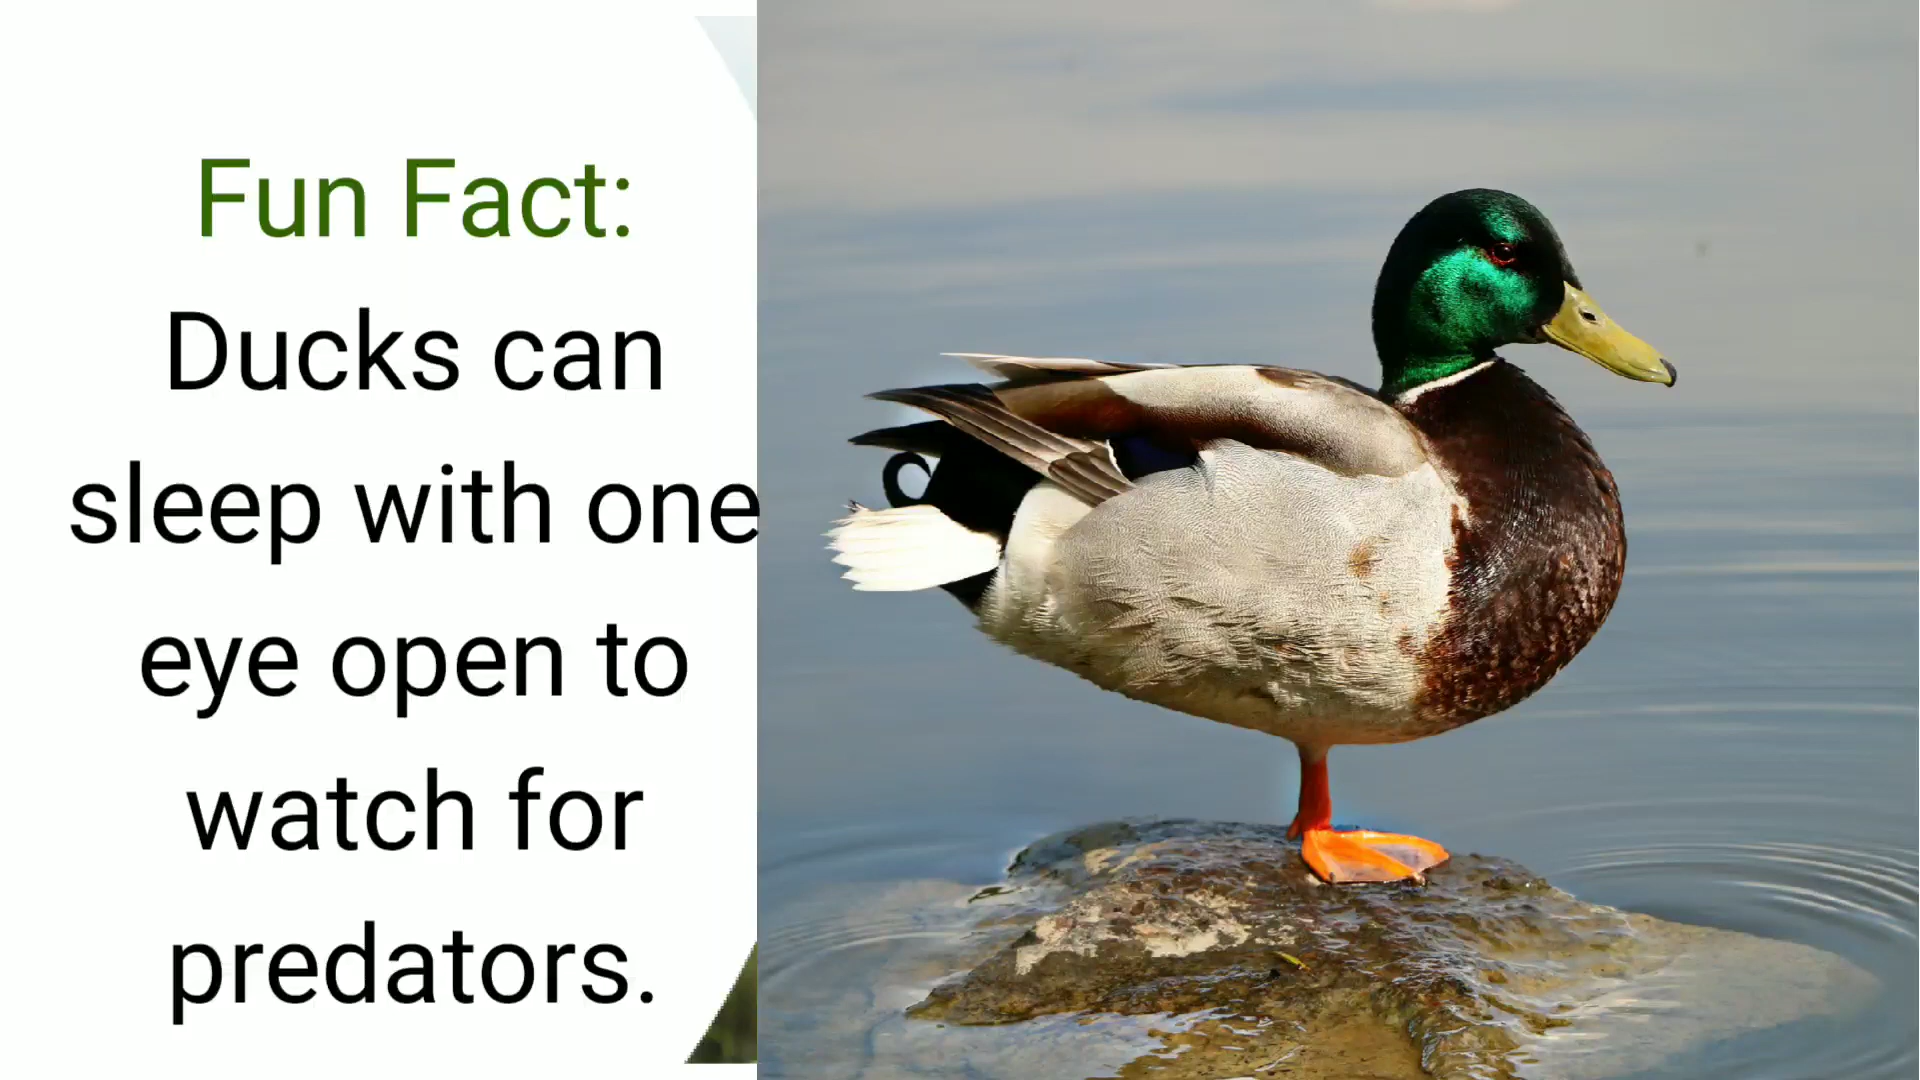 Fun Fact:
Ducks can
sleep with one
eye open to
watch for
predators.